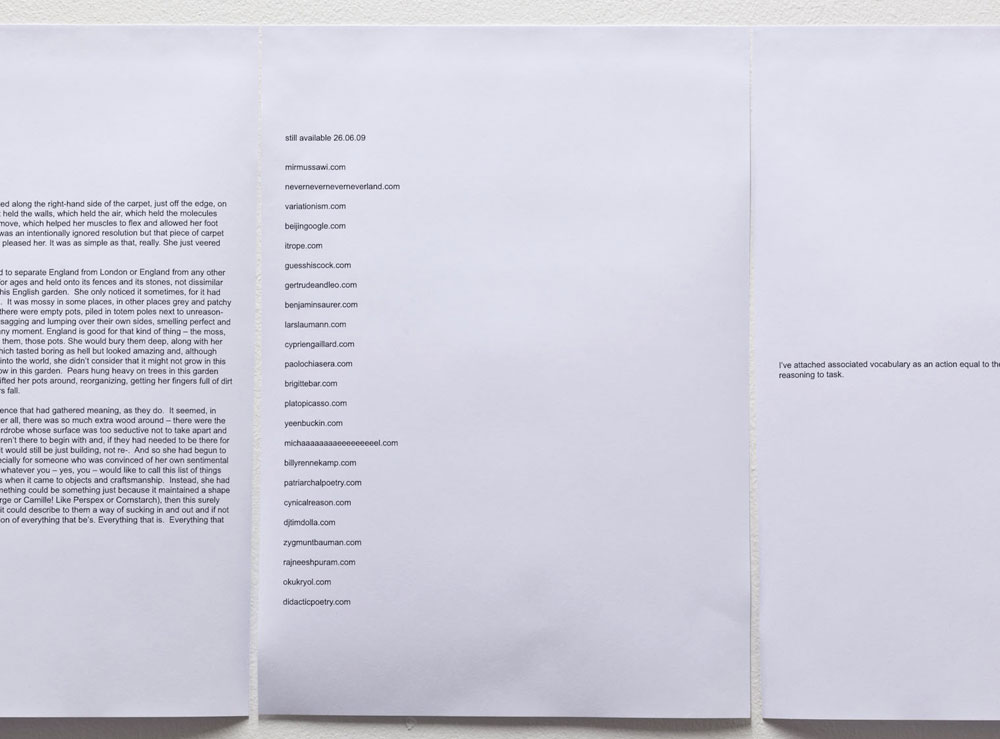 ed along the right-hand side of the carpet, just off the edge, on
held the walls, which held the air, which held the molecules
move, which helped her muscles to flex and allowed her foot
was an intentionally ignored resolution but that piece of carpet
pleased her. It was as simple as that, really. She just veered
d to separate England from London or England from any other
or ages and held onto its fences and its stones, not dissimilar
his English garden. She only noticed it sometimes, for it had
. It was mossy in some places, in other places grey and patchy
there were empty pots, piled in totem poles next to unreason-
sagging and lumping over their own sides, smelling perfect and
any moment. England is good for that kind of thing – the moss,
them, those pots. She would bury them deep, along with her
hich tasted boring as hell but looked amazing and, although
into the world, she didn't consider that it might not grow in this
ow in this garden. Pears hung heavy on trees in this garden
ifted her pots around, reorganizing, getting her fingers full of dirt
rs fall.
ence that had gathered meaning, as they do. It seemed, in
er all, there was so much extra wood around – there were the
rdrobe whose surface was too seductive not to take apart and
ren't there to begin with and, if they had needed to be there for
it would still be just building, not re-. And so she had begun to
ecially for someone who was convinced of her own sentimental
whatever you – yes, you – would like to call this list of things
s when it came to objects and craftsmanship. Instead, she had
mething could be something just because it maintained a shape
rge or Camille! Like Perspex or Cornstarch), then this surely
it could describe to them a way of sucking in and out and if not
on of everything that be's. Everything that is. Everything that
still available 26.06.09
mirmussawi.com
neverneverneverneverland.com
variationism.com
beijingoogle.com
itrope.com
guesshiscock.com
gertrudeandleo.com
benjaminsaurer.com
larslaumann.com
cypriengaillard.com
paolochiasera.com
brigittebar.com
platopicasso.com
yeenbuckin.com
michaaaaaaaaeeeeeeeeel.com
billyrennekamp.com
patriarchalpoetry.com
cynicalreason.com
djtimdolla.com
zygmuntbauman.com
rajneeshpuram.com
okukryol.com
didacticpoetry.com
I've attached associated vocabulary as an action equal to the
reasoning to task.